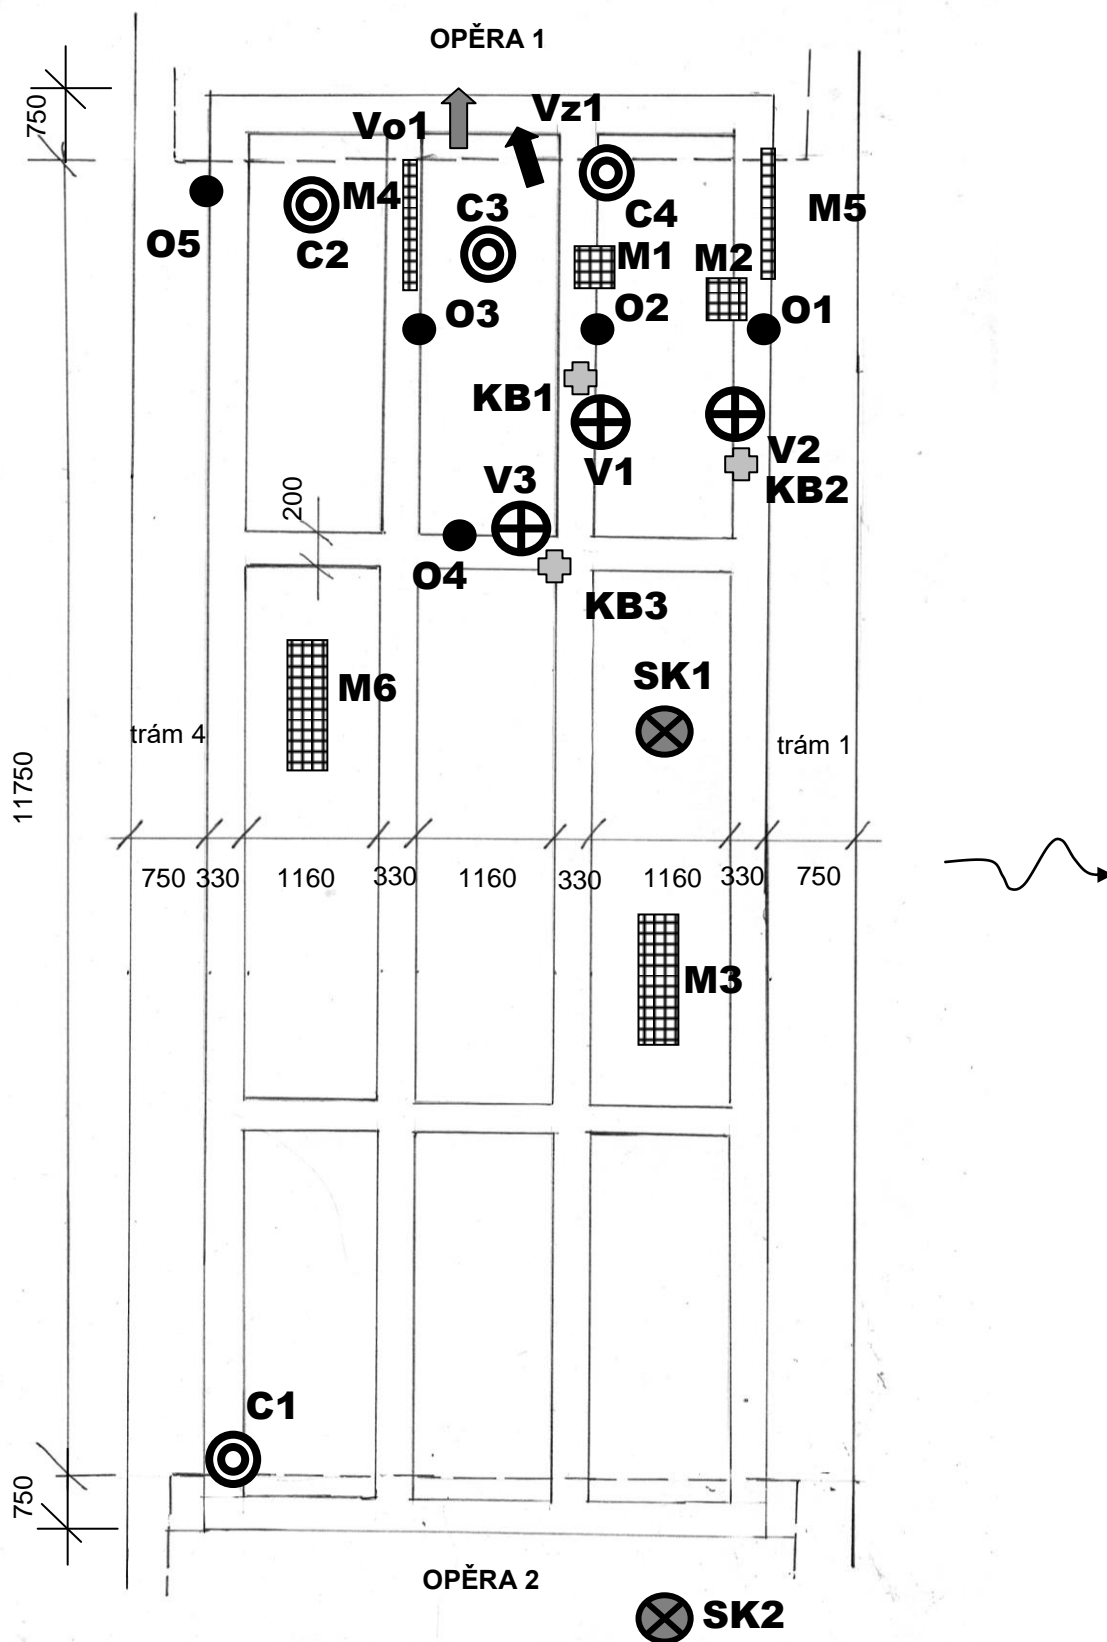 OPĚRA 1
750
Vo1
Vz1
M4
C3
C4
M5
O5
C2
M1
M2
O3
O2
O1
KB1
V1
V2
200
V3
KB2
O4
KB3
SK1
M6
trám 4
trám 1
11750
750 330 1160 330 1160 330 1160 330 750
M3
C1
750
OPĚRA 2
SK2